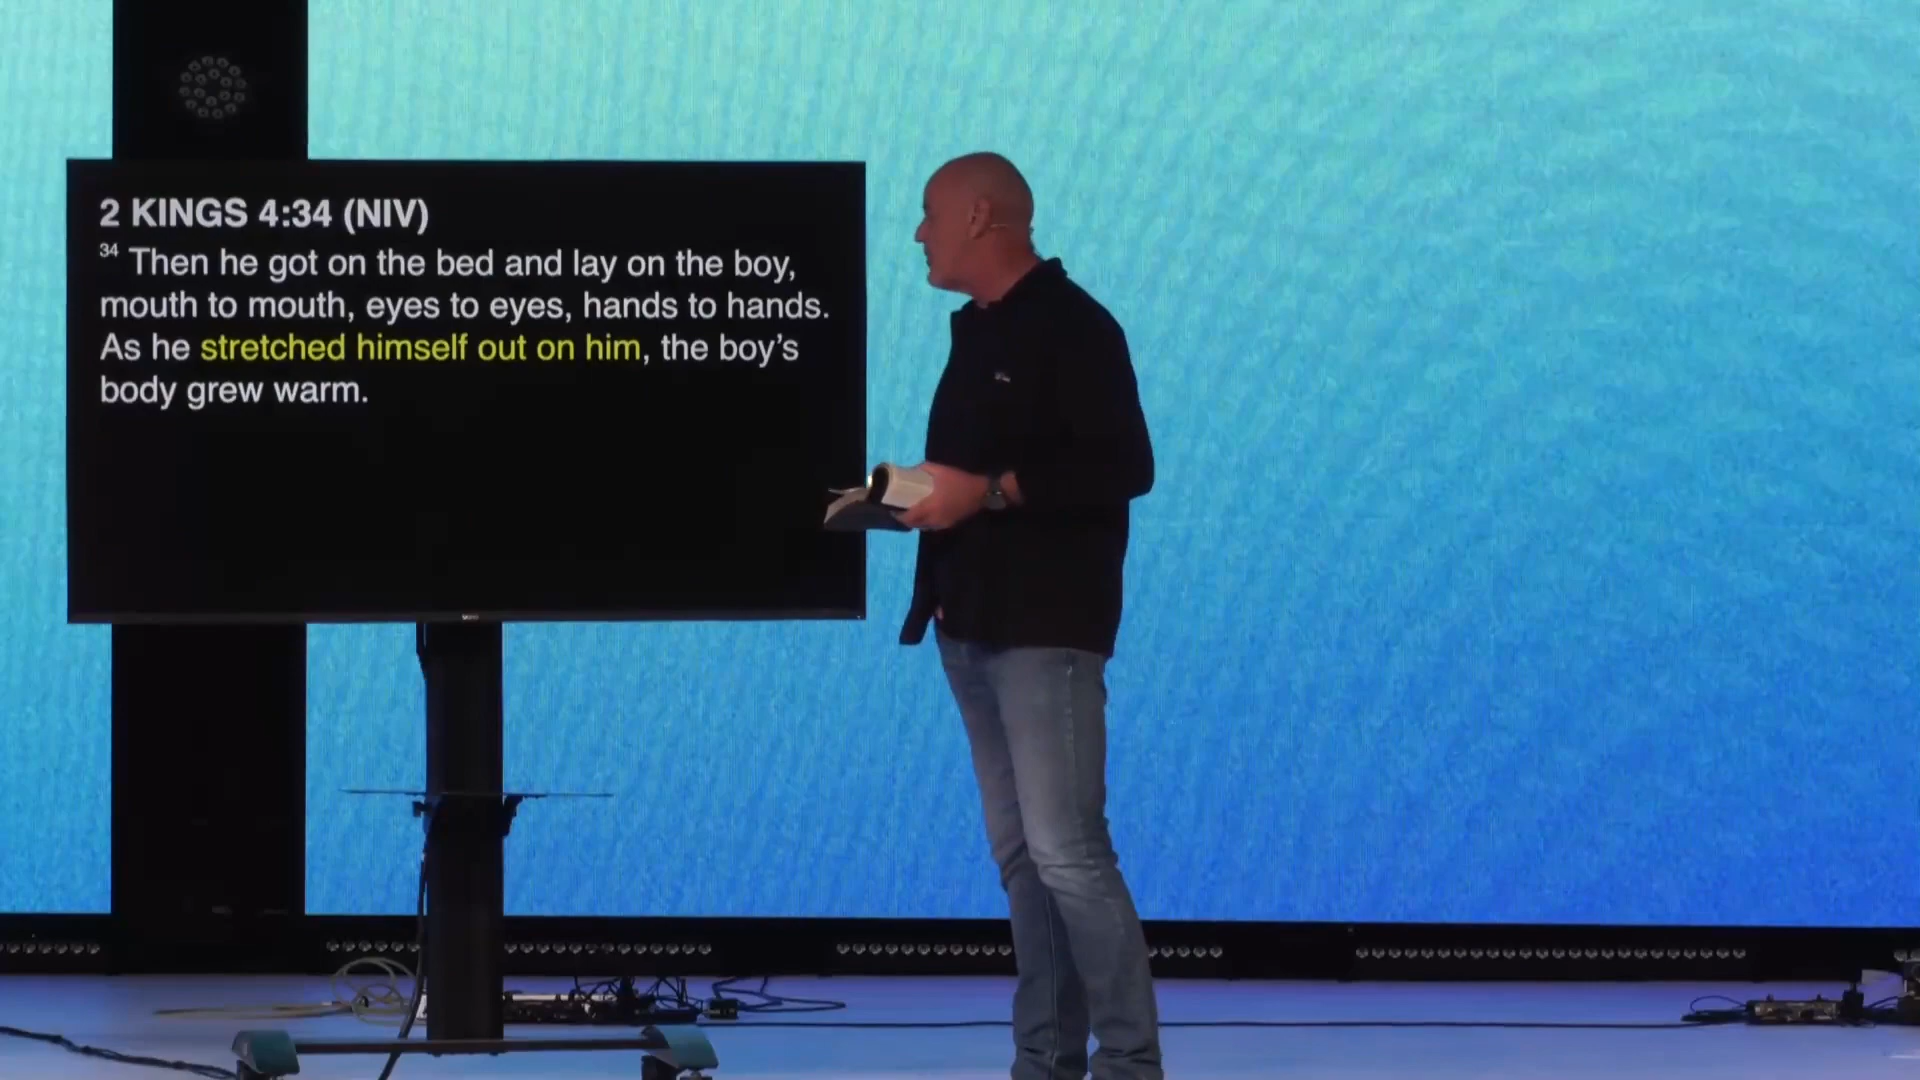 2 KINGS 4:34 (NIV)
34 Then he got on the bed and lay on the boy,
mouth to mouth, eyes to eyes, hands to hands.
As he stretched himself out on him, the boy’s
body grew warm.